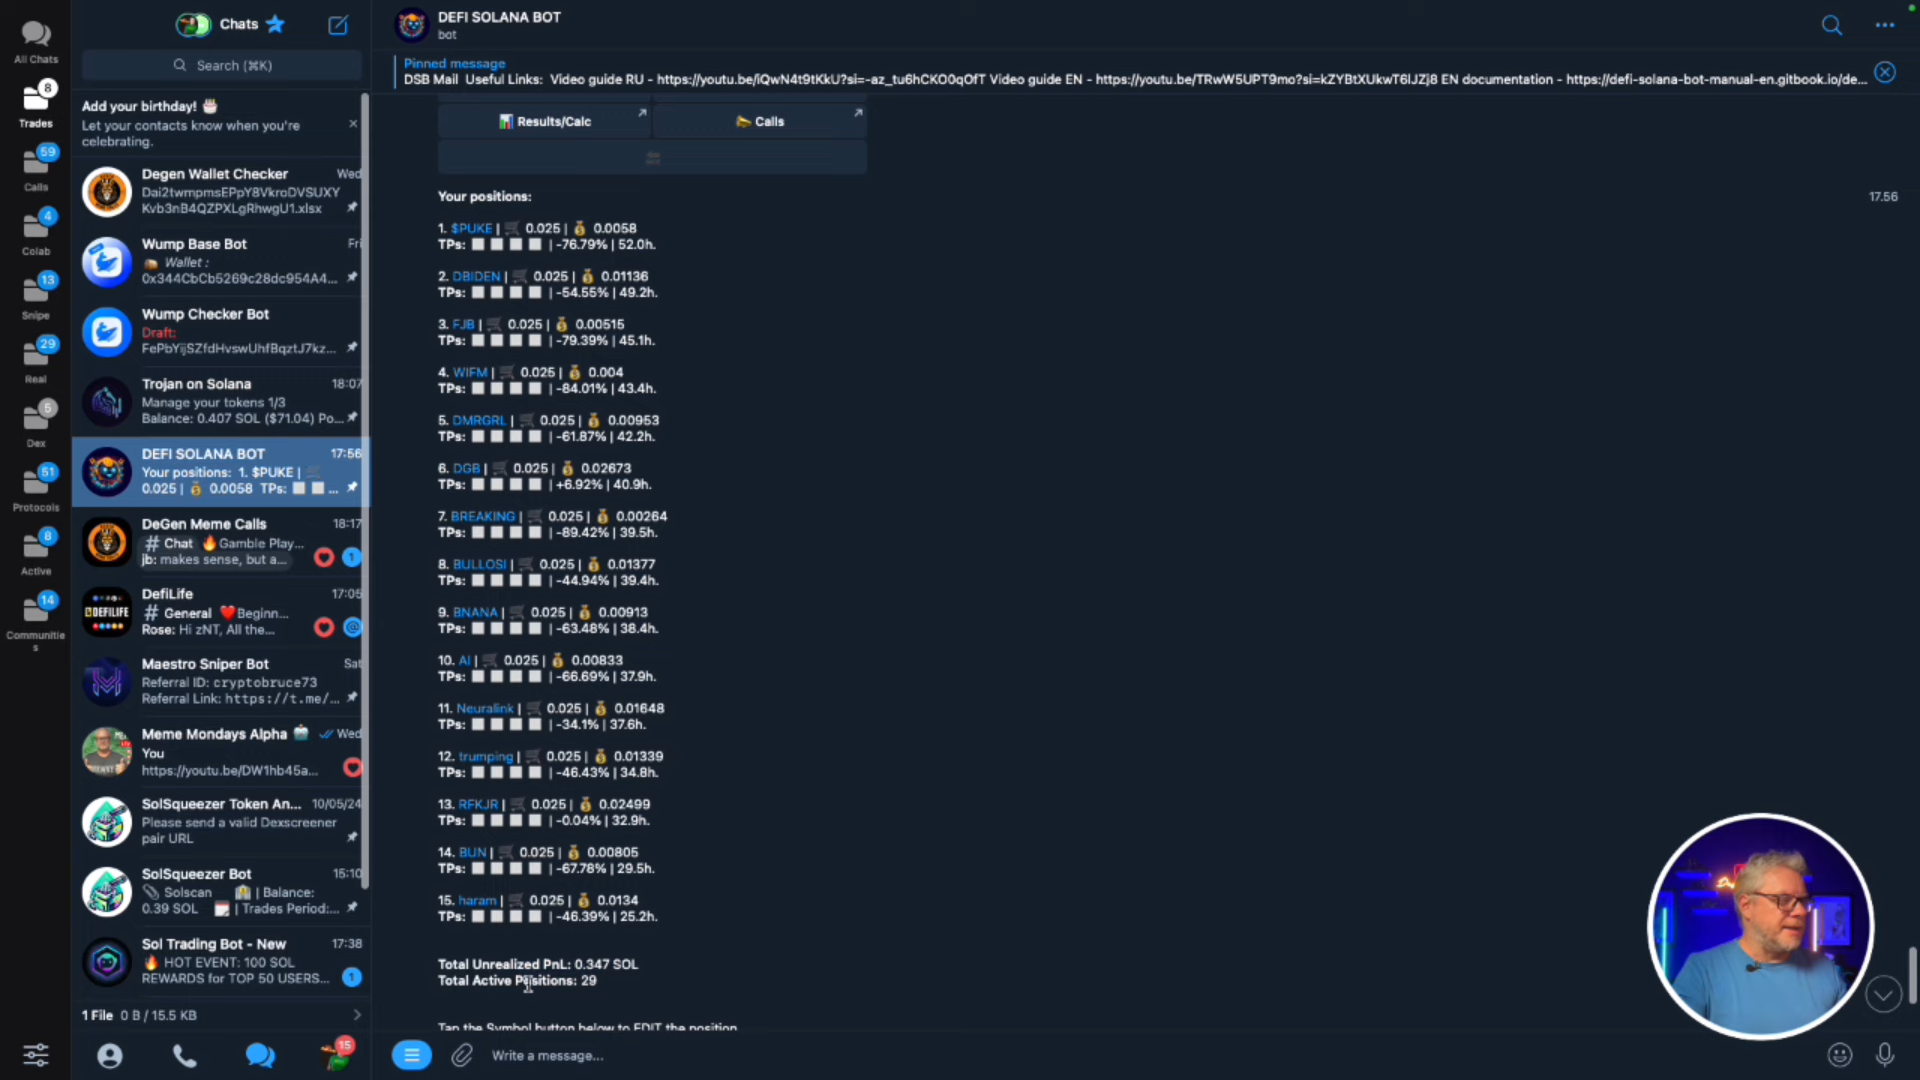 All Chats
8
Trades
59
Calls
4
Colab
13
Snipe
29
Real
5
Dex
51
Protocols
8
Active
14
Communitie
s
Chats
Search (⌘K)
Add your birthday! 🎂
Let your contacts know when you're
celebrating.
Degen Wallet Checker Wed
Dai2twmpmsEPpY8VkroDVSUXY
Kvb3nB4QZPXLgRhwgU1.xlsx
Wump Base Bot Fri
Wallet :
0x344CbCb5269c28dc954A4...
Wump Checker Bot
Draft:
FePbYijSZfdHvswUhfBqztJ7kz...
Trojan on Solana 18:07
Manage your tokens 1/3
Balance: 0.407 SOL ($71.04) Po...
DEFI SOLANA BOT 17:56
Your positions: 1. $PUKE | 🛒
0.025 | 💰 0.0058 TPs: ⬜ ⬜ ...
DeGen Meme Calls 18:17
# Chat 🔥Gamble Play...
jb: makes sense, but a... 1
DEFILIFE
DefiLife 17:05
# General ❤️Beginn...
Rose: Hi zNT, All the... @
Maestro Sniper Bot Sat
Referral ID: cryptobruce73
Referral Link: https://t.me/...
Meme Mondays Alpha Wed
You
https://youtu.be/DW1hb45a...
SolSqueezer Token An... 10/05/24
Please send a valid Dexscreener
pair URL
SolSqueezer Bot 15:10
Solscan | Balance:
0.39 SOL | Trades Period:...
Sol Trading Bot - New 17:38
🔥 HOT EVENT: 100 SOL
REWARDS for TOP 50 USERS... 1
1 File 0 B / 15.5 KB
15
DEFI SOLANA BOT
bot
Pinned message
DSB Mail Useful Links: Video guide RU - https://youtu.be/iQwN4t9tKkU?si=-az_tu6hCKO0qOfT Video guide EN - https://youtu.be/TRwW5UPT9mo?si=kZYBtXUkwT6IJZj8 EN documentation - https://defi-solana-bot-manual-en.gitbook.io/de...
📊 Results/Calc
Calls
Your positions: 17:56
1. $PUKE | 🛒 0.025 | 💰 0.0058
TPs: ⬜ ⬜ ⬜ ⬜ | -76.79% | 52.0h.
2. DBIDEN | 🛒 0.025 | 💰 0.01136
TPs: ⬜ ⬜ ⬜ ⬜ | -54.55% | 49.2h.
3. FJB | 🛒 0.025 | 💰 0.00515
TPs: ⬜ ⬜ ⬜ ⬜ | -79.39% | 45.1h.
4. WIFM | 🛒 0.025 | 💰 0.004
TPs: ⬜ ⬜ ⬜ ⬜ | -84.01% | 43.4h.
5. DMRGRL | 🛒 0.025 | 💰 0.00953
TPs: ⬜ ⬜ ⬜ ⬜ | -61.87% | 42.2h.
6. DGB | 🛒 0.025 | 💰 0.02673
TPs: ⬜ ⬜ ⬜ ⬜ | +6.92% | 40.9h.
7. BREAKING | 🛒 0.025 | 💰 0.00264
TPs: ⬜ ⬜ ⬜ ⬜ | -89.42% | 39.5h.
8. BULLOSI | 🛒 0.025 | 💰 0.01377
TPs: ⬜ ⬜ ⬜ ⬜ | -44.94% | 39.4h.
9. BNANA | 🛒 0.025 | 💰 0.00913
TPs: ⬜ ⬜ ⬜ ⬜ | -63.48% | 38.4h.
10. AI | 🛒 0.025 | 💰 0.00833
TPs: ⬜ ⬜ ⬜ ⬜ | -66.69% | 37.9h.
11. Neuralink | 🛒 0.025 | 💰 0.01648
TPs: ⬜ ⬜ ⬜ ⬜ | -34.1% | 37.6h.
12. trumping | 🛒 0.025 | 💰 0.01339
TPs: ⬜ ⬜ ⬜ ⬜ | -46.43% | 34.8h.
13. RFKJR | 🛒 0.025 | 💰 0.02499
TPs: ⬜ ⬜ ⬜ ⬜ | -0.04% | 32.9h.
14. BUN | 🛒 0.025 | 💰 0.00805
TPs: ⬜ ⬜ ⬜ ⬜ | -67.78% | 29.5h.
15. haram | 🛒 0.025 | 💰 0.0134
TPs: ⬜ ⬜ ⬜ ⬜ | -46.39% | 25.2h.
Total Unrealized PnL: 0.347 SOL
Total Active Positions: 29
Tap the Symbol button below to EDIT the position
Write a message...